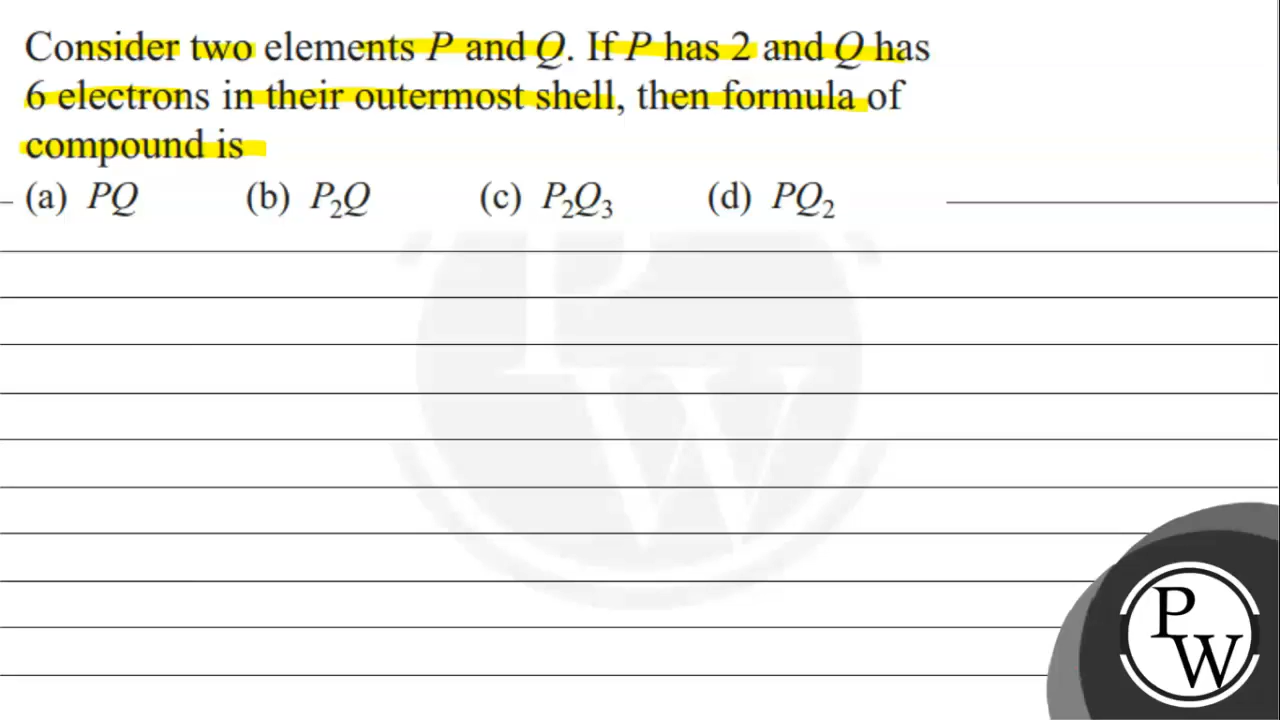 Consider two elements P and Q. If P has 2 and Q has
6 electrons in their outermost shell, then formula of
compound is
(a) PQ (b) P₂Q (c) P₂Q₃ (d) PQ₂
P
W
P
W